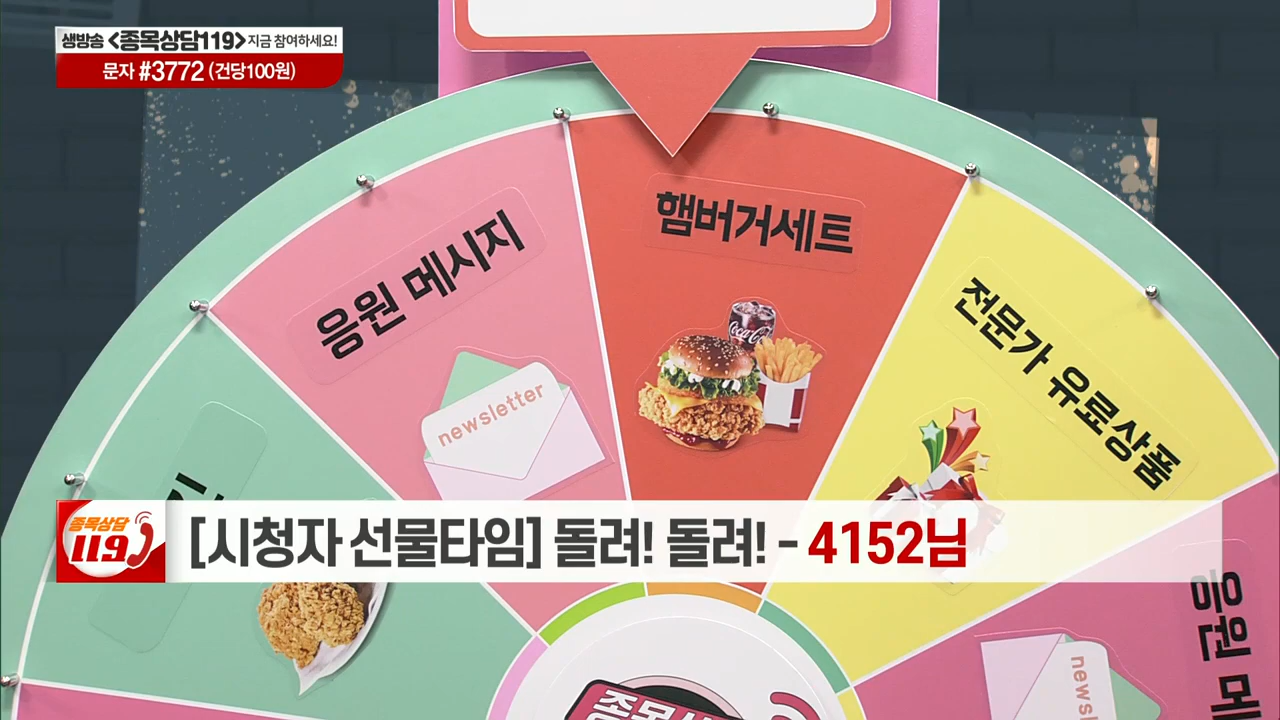 생방송 <종목상담119> 지금 참여하세요!
문자 #3772 (건당100원)
응원 메시지
햄버거세트
전문가 유료상품
newsletter
Coca-Cola
종목상담
119
[시청자 선물타임] 돌려! 돌려! - 4152님
응원 메